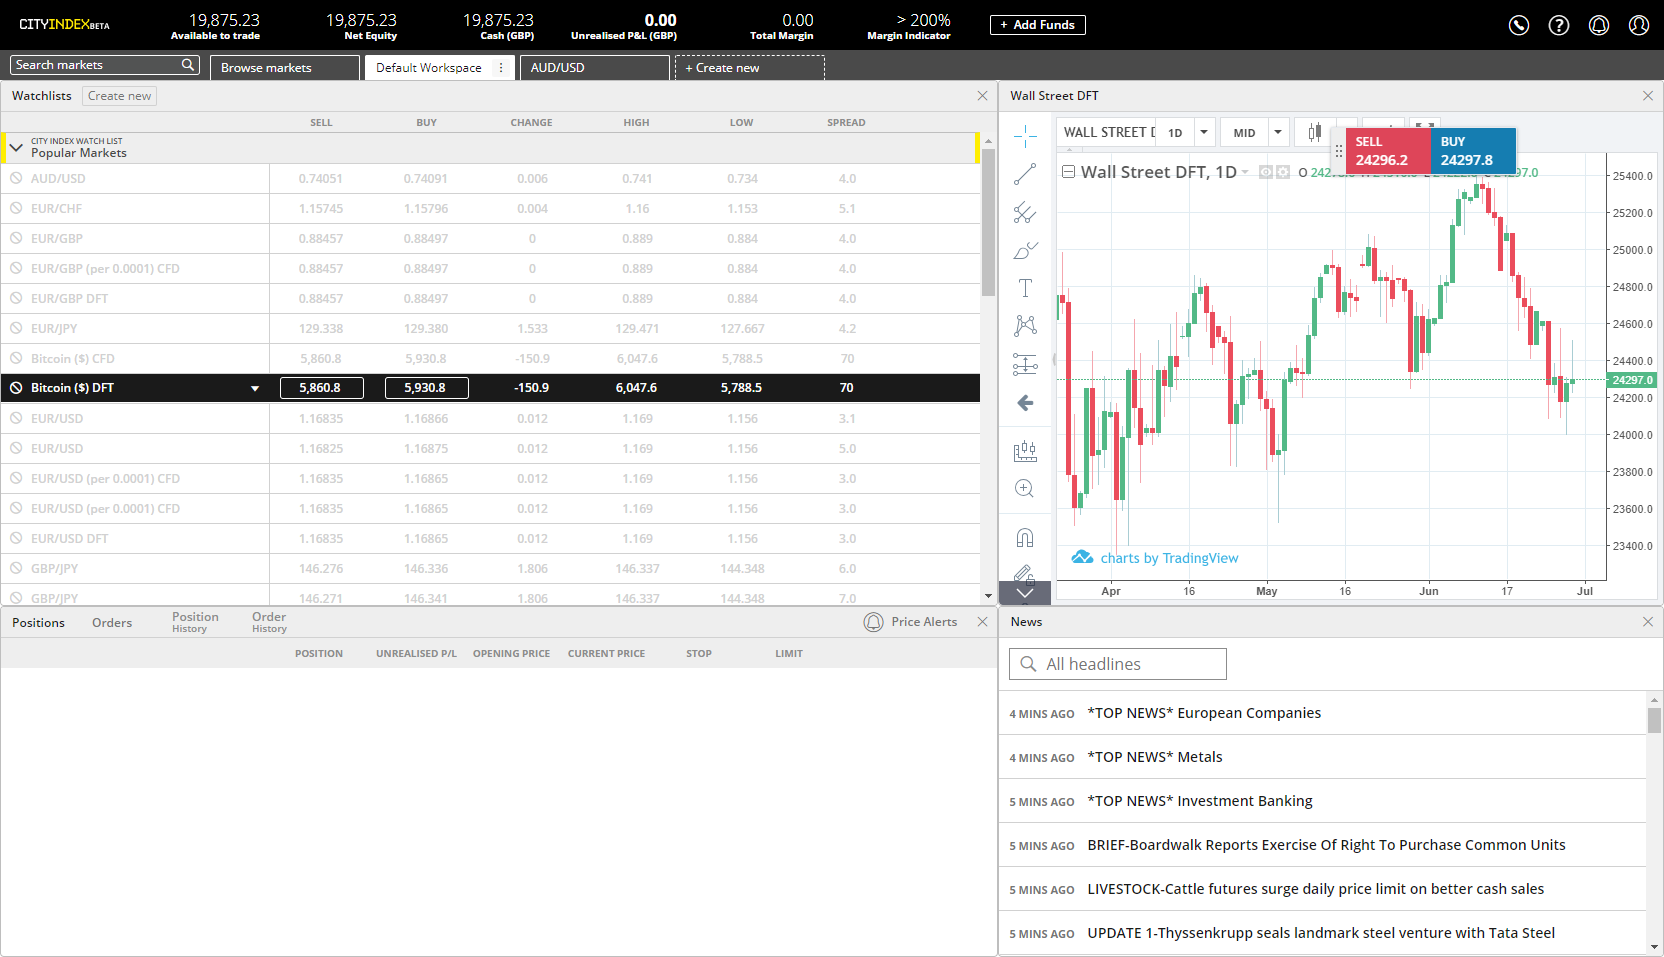 CITYINDEXBETA
19,875.23
Available to trade
19,875.23
Net Equity
19,875.23
Cash (GBP)
0.00
Unrealised P&L (GBP)
0.00
Total Margin
> 200%
Margin Indicator
+ Add Funds
Search markets
Browse markets
Default Workspace
AUD/USD
+ Create new
Watchlists Create new
SELL BUY CHANGE HIGH LOW SPREAD
CITY INDEX WATCH LIST
Popular Markets
AUD/USD 0.74051 0.74091 0.006 0.741 0.734 4.0
EUR/CHF 1.15745 1.15796 0.004 1.16 1.153 5.1
EUR/GBP 0.88457 0.88497 0 0.889 0.884 4.0
EUR/GBP (per 0.0001) CFD 0.88457 0.88497 0 0.889 0.884 4.0
EUR/GBP DFT 0.88457 0.88497 0 0.889 0.884 4.0
EUR/JPY 129.338 129.380 1.533 129.471 127.667 4.2
Bitcoin ($) CFD 5,860.8 5,930.8 -150.9 6,047.6 5,788.5 70
Bitcoin ($) DFT 5,860.8 5,930.8 -150.9 6,047.6 5,788.5 70
EUR/USD 1.16835 1.16866 0.012 1.169 1.156 3.1
EUR/USD 1.16825 1.16875 0.012 1.169 1.156 5.0
EUR/USD (per 0.0001) CFD 1.16835 1.16865 0.012 1.169 1.156 3.0
EUR/USD (per 0.0001) CFD 1.16835 1.16865 0.012 1.169 1.156 3.0
EUR/USD DFT 1.16835 1.16865 0.012 1.169 1.156 3.0
GBP/JPY 146.276 146.336 1.806 146.337 144.348 6.0
GBP/JPY 146.271 146.341 1.806 146.337 144.348 7.0
Wall Street DFT
WALL STREET D 1D MID
SELL
24296.2
BUY
24297.8
Wall Street DFT, 1D
25400.0
25200.0
25000.0
24800.0
24600.0
24400.0
24297.0
24200.0
24000.0
23800.0
23600.0
23400.0
charts by TradingView
Apr 16 May 16 Jun 17 Jul
Positions
Orders
Position
History
Order
History
Price Alerts
POSITION UNREALISED P/L OPENING PRICE CURRENT PRICE STOP LIMIT
News
All headlines
4 MINS AGO *TOP NEWS* European Companies
4 MINS AGO *TOP NEWS* Metals
5 MINS AGO *TOP NEWS* Investment Banking
5 MINS AGO BRIEF-Boardwalk Reports Exercise Of Right To Purchase Common Units
5 MINS AGO LIVESTOCK-Cattle futures surge daily price limit on better cash sales
5 MINS AGO UPDATE 1-Thyssenkrupp seals landmark steel venture with Tata Steel